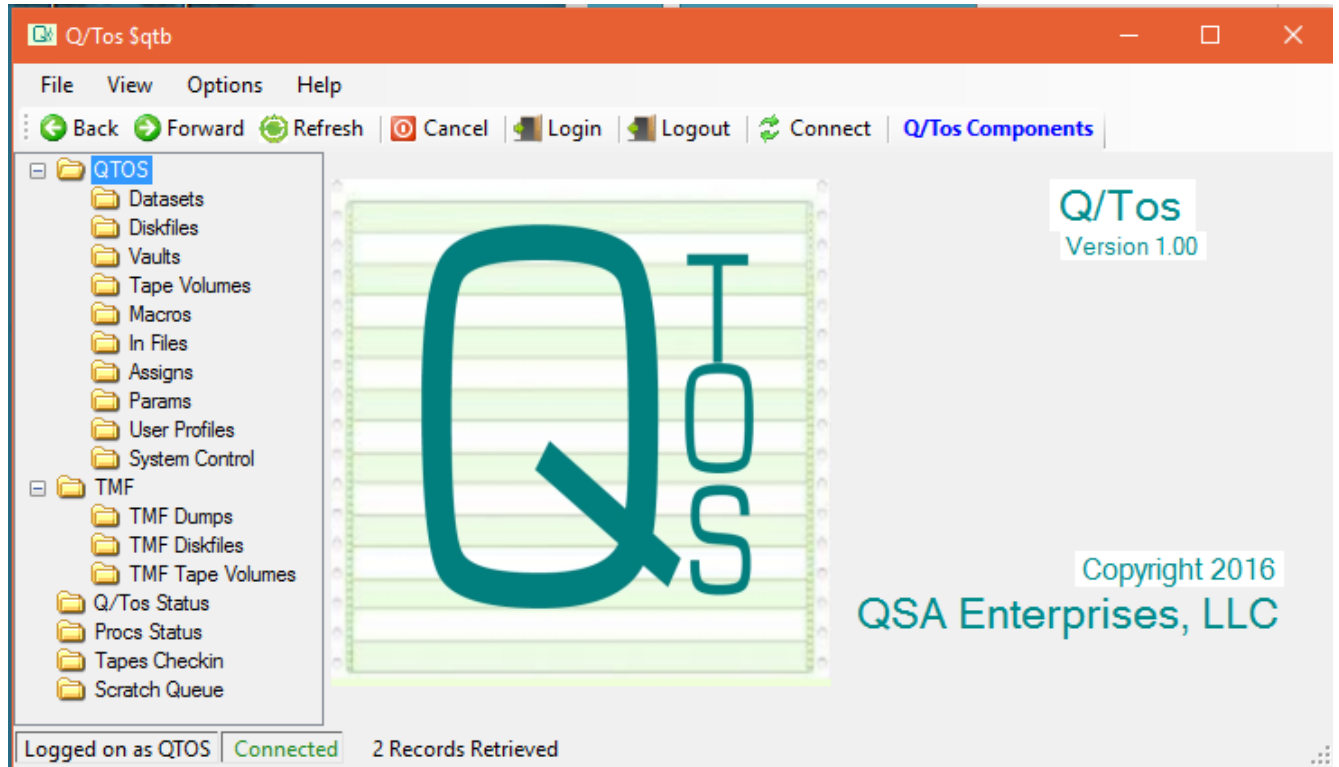 Q/Tos $qtb
File View Options Help
Back Forward Refresh Cancel Login Logout Connect Q/Tos Components
QTOS
Datasets
Diskfiles
Vaults
Tape Volumes
Macros
In Files
Assigns
Params
User Profiles
System Control
TMF
TMF Dumps
TMF Diskfiles
TMF Tape Volumes
Q/Tos Status
Procs Status
Tapes Checkin
Scratch Queue
Q TOS
Q/Tos
Version 1.00
Copyright 2016
QSA Enterprises, LLC
Logged on as QTOS Connected 2 Records Retrieved